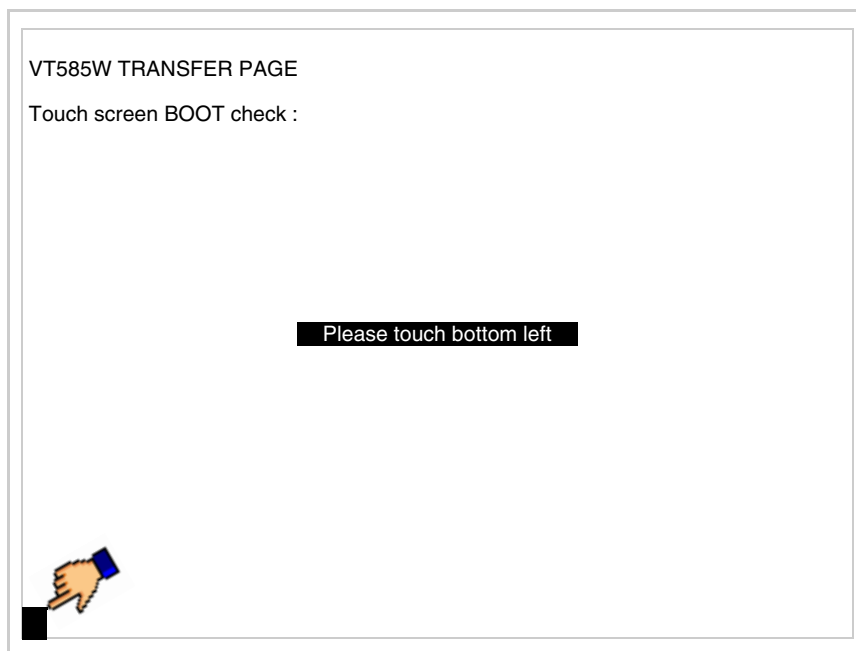 VT585W TRANSFER PAGE
Touch screen BOOT check :
Please touch bottom left